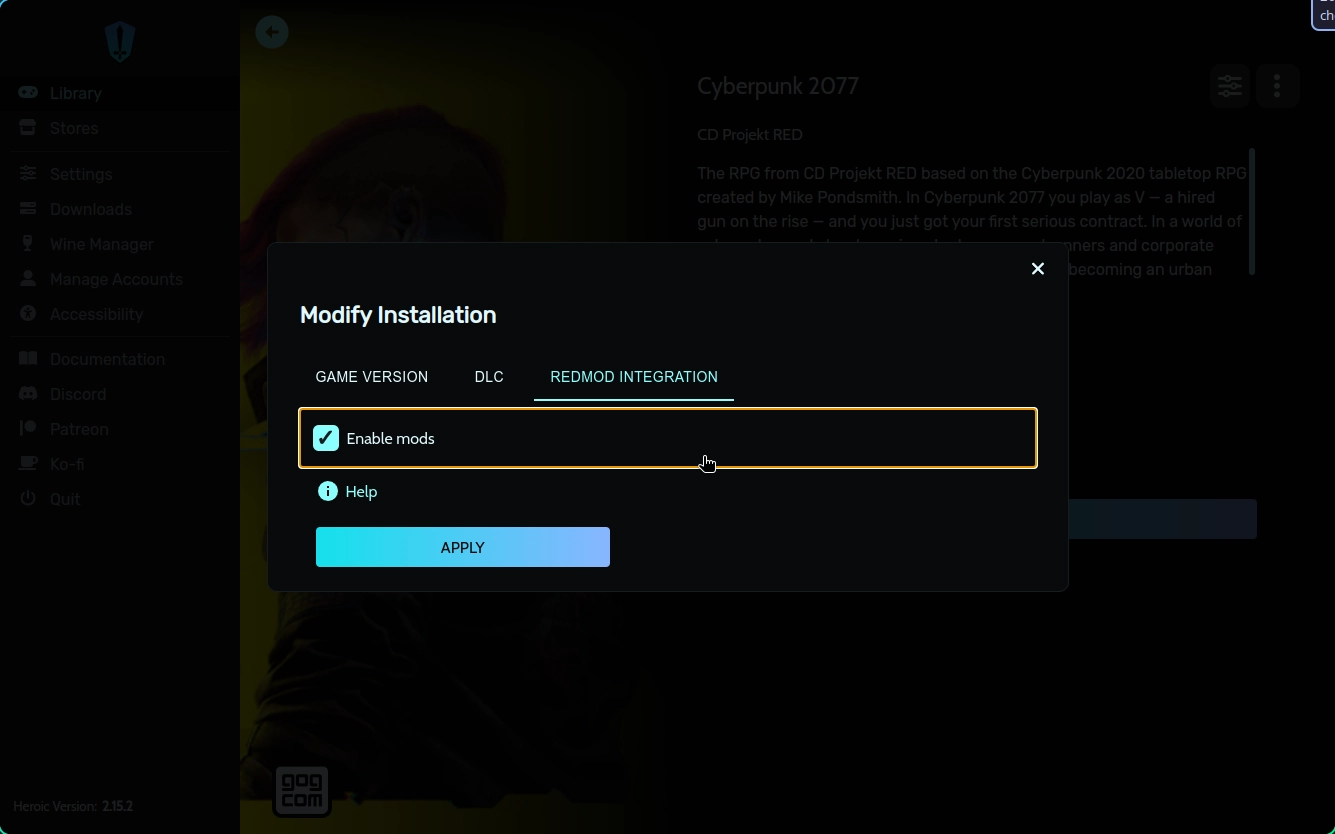 ch
Library
Stores
Settings
Downloads
Wine Manager
Manage Accounts
Accessibility
Documentation
Discord
Patreon
Ko-fi
Quit
Heroic Version: 2.15.2
Cyberpunk 2077
CD Projekt RED
The RPG from CD Projekt RED based on the Cyberpunk 2020 tabletop RPG
created by Mike Pondsmith. In Cyberpunk 2077 you play as V — a hired
gun on the rise — and you just got your first serious contract. In a world of
nners and corporate
becoming an urban
Modify Installation
GAME VERSION DLC REDMOD INTEGRATION
Enable mods
Help
APPLY
gog
com